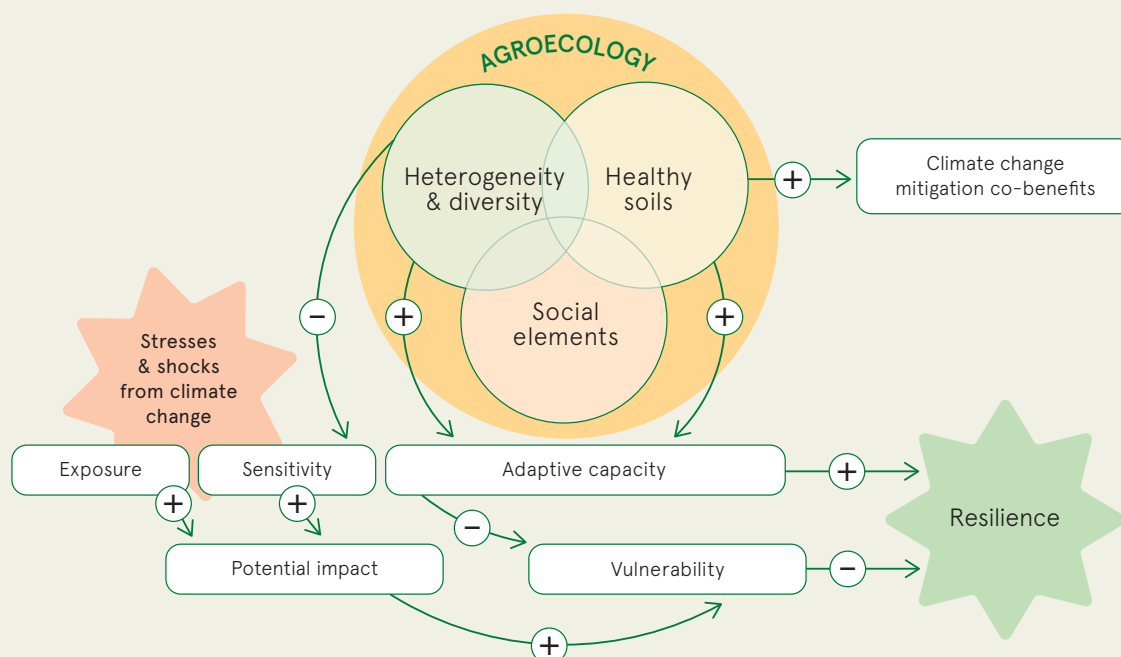 AGROECOLOGY
Heterogeneity
& diversity
Healthy
soils
+
Climate change
mitigation co-benefits
Social
elements
−
+
+
Stresses
& shocks
from climate
change
Exposure
Sensitivity
Adaptive capacity
+
Resilience
+
+
−
Potential impact
Vulnerability
−
+